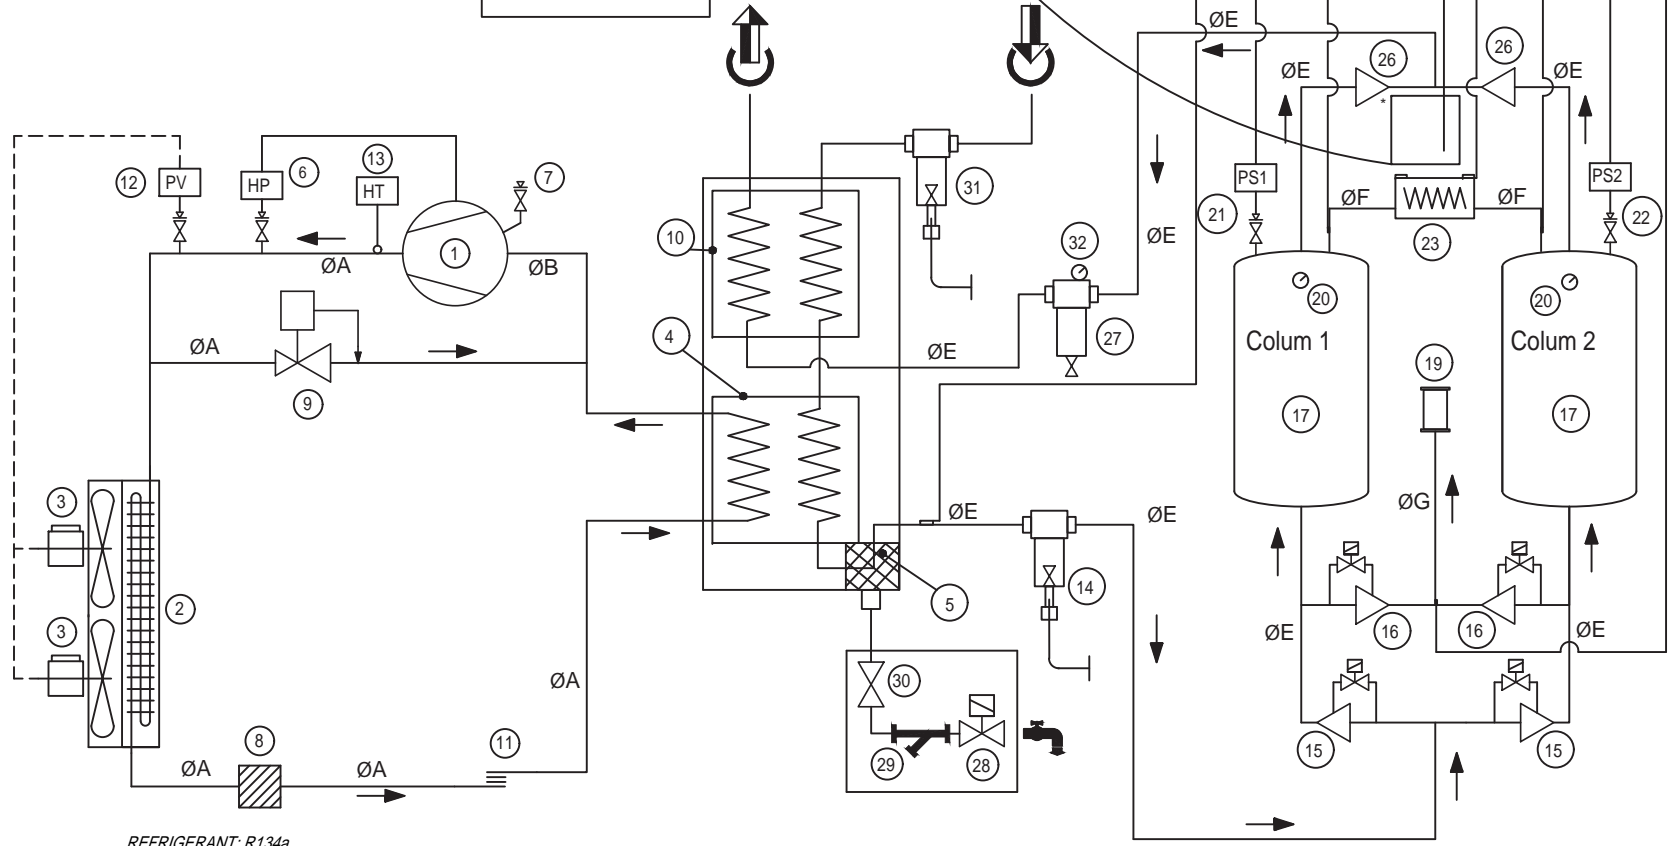 ØE
26
26
ØE
ØE
12
PV
HP
6
13
HT
7
31
PS1
PS2
ØF
ØF
21
22
23
10
ØE
32
1
ØA
ØB
20
20
4
27
Colum 1
Colum 2
ØA
ØE
19
9
17
17
3
ØE
ØE
ØG
2
5
14
3
16
16
ØE
ØE
ØA
30
11
8
15
15
ØA
ØA
29
28
*
REFRIGERANT: R134a